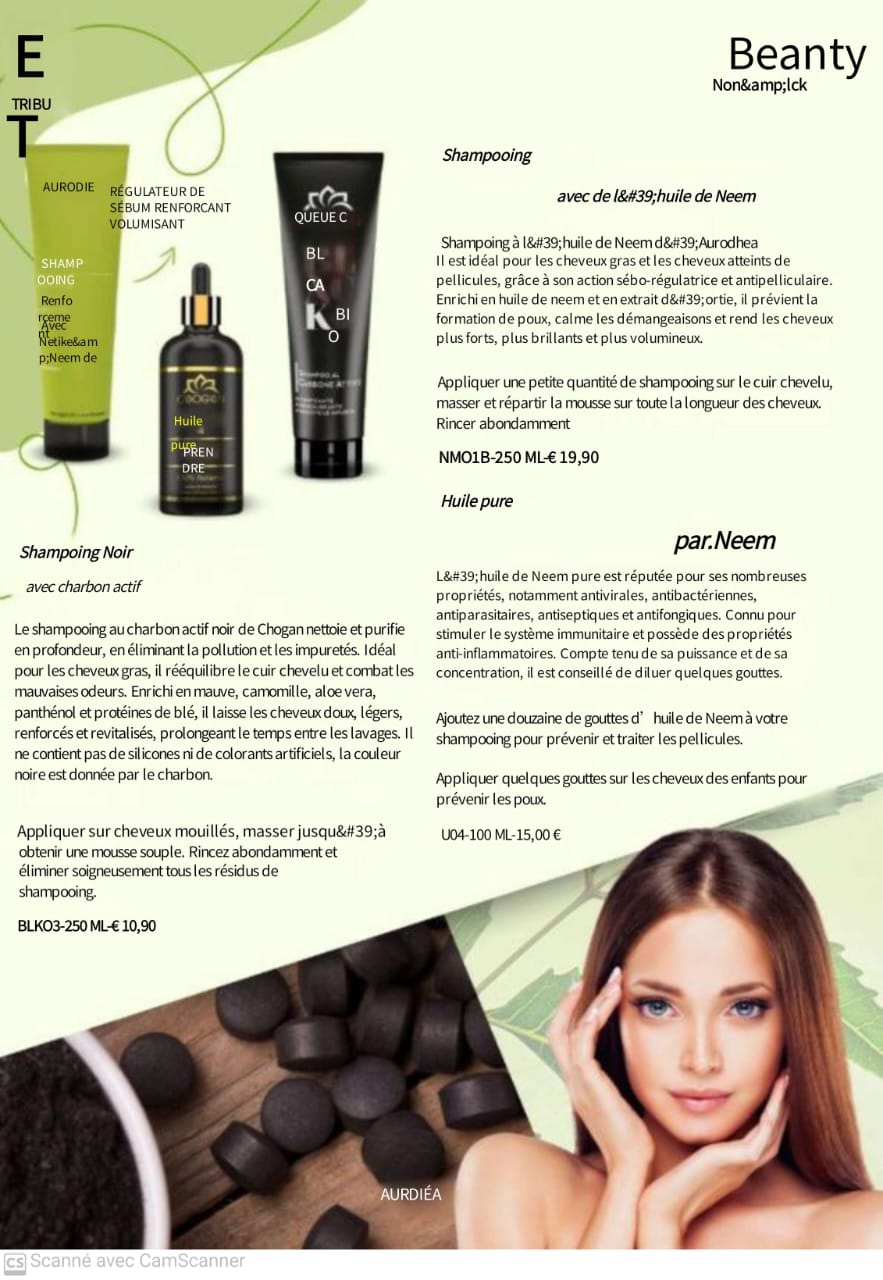 E
TRIBU
T
Beanty
Non&amp;lck
AURODIE
RÉGULATEUR DE
SÉBUM RENFORCANT
VOLUMISANT
SHAMP
OOING
Renfo
rceme
nt
Avec
Netike&am
p;Neem de
QUEUE C
BL
CA
K
BI
O
SHAMPOO AL
CARBONE ATTIVO
CHOGAN
Huile
pure
PREN
DRE
Shampooing
avec de l&#39;huile de Neem
Shampoing à l&#39;huile de Neem d&#39;Aurodhea
Il est idéal pour les cheveux gras et les cheveux atteints de
pellicules, grâce à son action sébo-régulatrice et antipelliculaire.
Enrichi en huile de neem et en extrait d&#39;ortie, il prévient la
formation de poux, calme les démangeaisons et rend les cheveux
plus forts, plus brillants et plus volumineux.
Appliquer une petite quantité de shampooing sur le cuir chevelu,
masser et répartir la mousse sur toute la longueur des cheveux.
Rincer abondamment
NMO1B-250 ML-€ 19,90
Huile pure
par.Neem
L&#39;huile de Neem pure est réputée pour ses nombreuses
propriétés, notamment antivirales, antibactériennes,
antiparasitaires, antiseptiques et antifongiques. Connu pour
stimuler le système immunitaire et possède des propriétés
anti-inflammatoires. Compte tenu de sa puissance et de sa
concentration, il est conseillé de diluer quelques gouttes.
Ajoutez une douzaine de gouttes d’huile de Neem à votre
shampooing pour prévenir et traiter les pellicules.
Appliquer quelques gouttes sur les cheveux des enfants pour
prévenir les poux.
U04-100 ML-15,00 €
Shampoing Noir
avec charbon actif
Le shampooing au charbon actif noir de Chogan nettoie et purifie
en profondeur, en éliminant la pollution et les impuretés. Idéal
pour les cheveux gras, il rééquilibre le cuir chevelu et combat les
mauvaises odeurs. Enrichi en mauve, camomille, aloe vera,
panthénol et protéines de blé, il laisse les cheveux doux, légers,
renforcés et revitalisés, prolongeant le temps entre les lavages. Il
ne contient pas de silicones ni de colorants artificiels, la couleur
noire est donnée par le charbon.
Appliquer sur cheveux mouillés, masser jusqu&#39;à
obtenir une mousse souple. Rincez abondamment et
éliminer soigneusement tous les résidus de
shampooing.
BLKO3-250 ML-€ 10,90
AURDIÉA
CS Scanné avec CamScanner